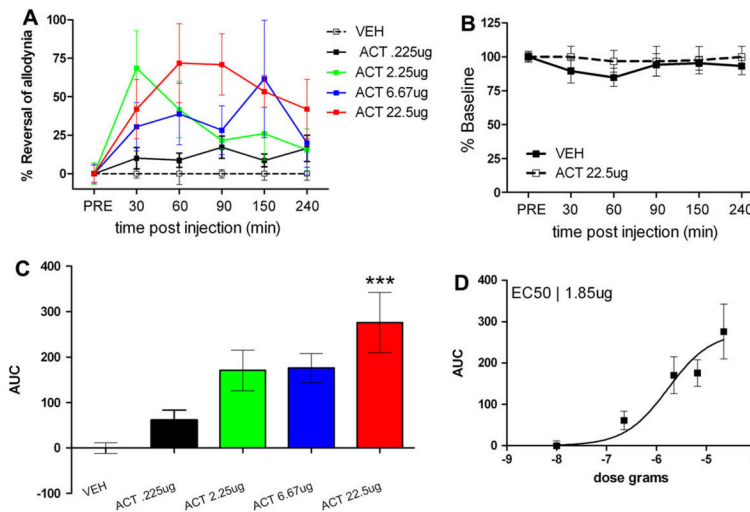 A
% Reversal of allodynia
100
75
50
25
0
PRE 30 60 90 150 240
time post injection (min)
VEH
ACT .225ug
ACT 2.25ug
ACT 6.67ug
ACT 22.5ug
B
% Baseline
125
100
75
50
25
0
PRE 30 60 90 150 240
time post injection (min)
VEH
ACT 22.5ug
C
AUC
400
300
200
100
0
-100
***
VEH
ACT .225ug
ACT 2.25ug
ACT 6.67ug
ACT 22.5ug
D
EC50 | 1.85ug
AUC
400
300
200
100
0
-9 -8 -7 -6 -5
dose grams